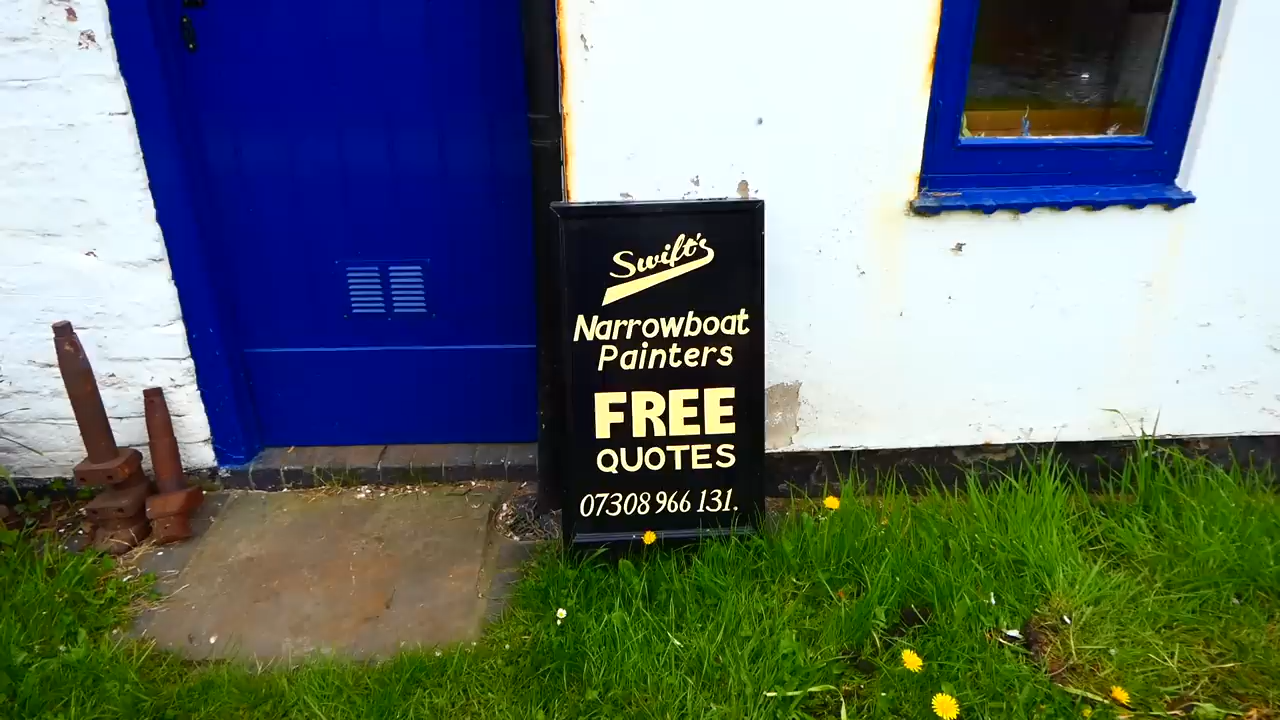 Swift's
Narrowboat
Painters
FREE
QUOTES
07308 966 131.